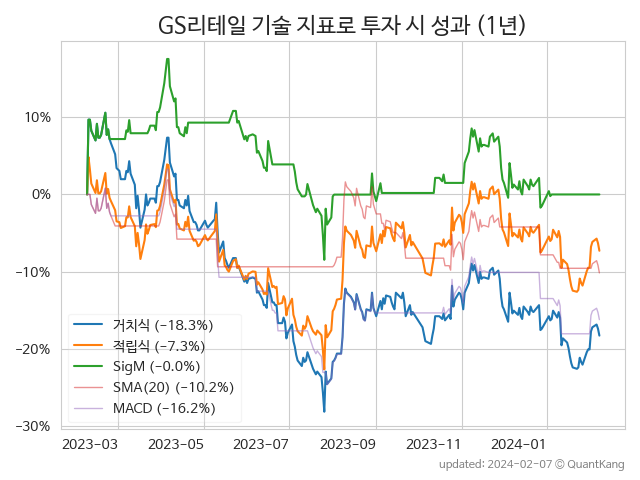 GS리테일 기술 지표로 투자 시 성과 (1년)
10%
0%
−10%
−20%
−30%
거치식 (−18.3%)
적립식 (−7.3%)
SigM (−0.0%)
SMA(20) (−10.2%)
MACD (−16.2%)
2023−03
2023−05
2023−07
2023−09
2023−11
2024−01
updated: 2024−02−07 © QuantKang